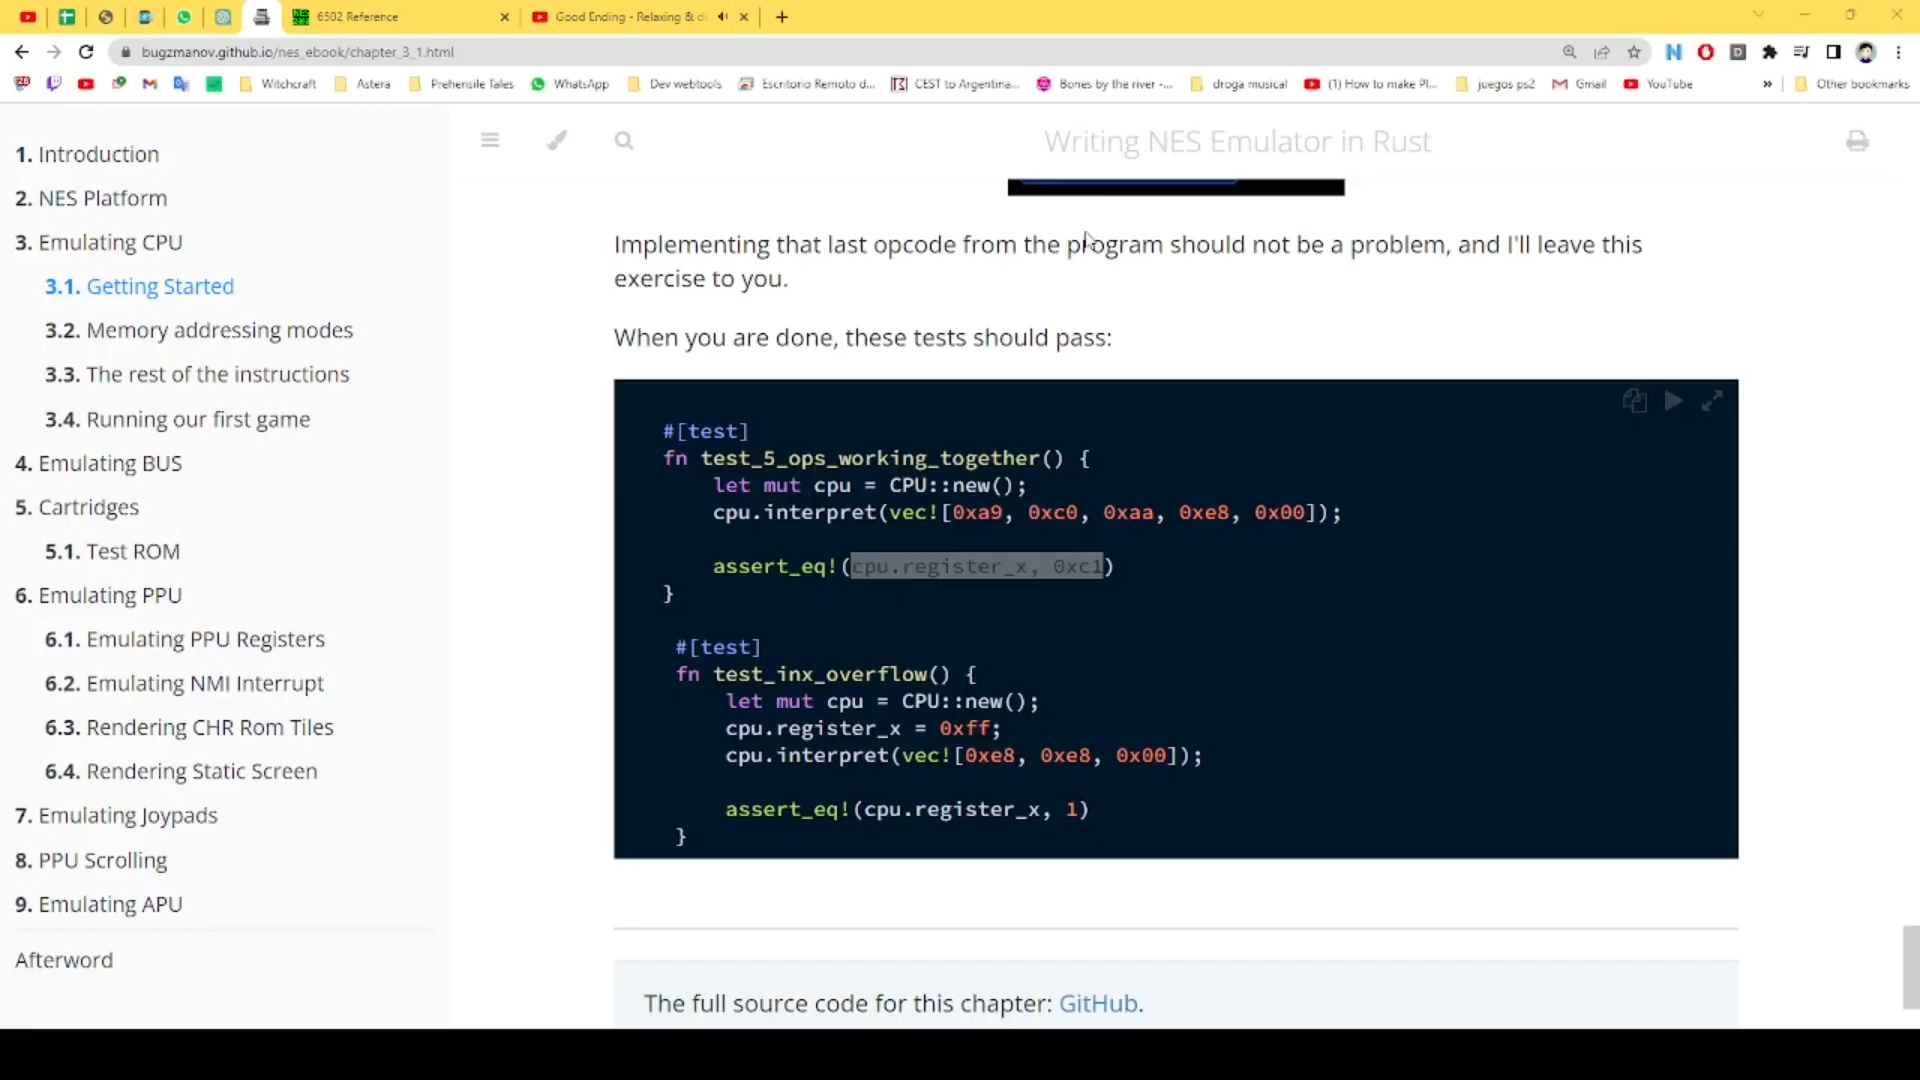 6502 Reference
Good Ending - Relaxing & c
bugzmanov.github.io/nes_ebook/chapter_3_1.html
Witchcraft Astera Prehensile Tales WhatsApp Dev webtools Escritorio Remoto d... CEST to Argentina... Bones by the river -... droga musical (1) How to make Pl... juegos ps2 Gmail YouTube » Other bookmarks
Writing NES Emulator in Rust
1. Introduction
2. NES Platform
3. Emulating CPU
3.1. Getting Started
3.2. Memory addressing modes
3.3. The rest of the instructions
3.4. Running our first game
4. Emulating BUS
5. Cartridges
5.1. Test ROM
6. Emulating PPU
6.1. Emulating PPU Registers
6.2. Emulating NMI Interrupt
6.3. Rendering CHR Rom Tiles
6.4. Rendering Static Screen
7. Emulating Joypads
8. PPU Scrolling
9. Emulating APU
Afterword
Implementing that last opcode from the program should not be a problem, and I'll leave this
exercise to you.
When you are done, these tests should pass:
#[test]
fn test_5_ops_working_together() {
let mut cpu = CPU::new();
cpu.interpret(vec![0xa9, 0xc0, 0xaa, 0xe8, 0x00]);
assert_eq!(cpu.register_x, 0xc1)
}
#[test]
fn test_inx_overflow() {
let mut cpu = CPU::new();
cpu.register_x = 0xff;
cpu.interpret(vec![0xe8, 0xe8, 0x00]);
assert_eq!(cpu.register_x, 1)
}
The full source code for this chapter: GitHub.